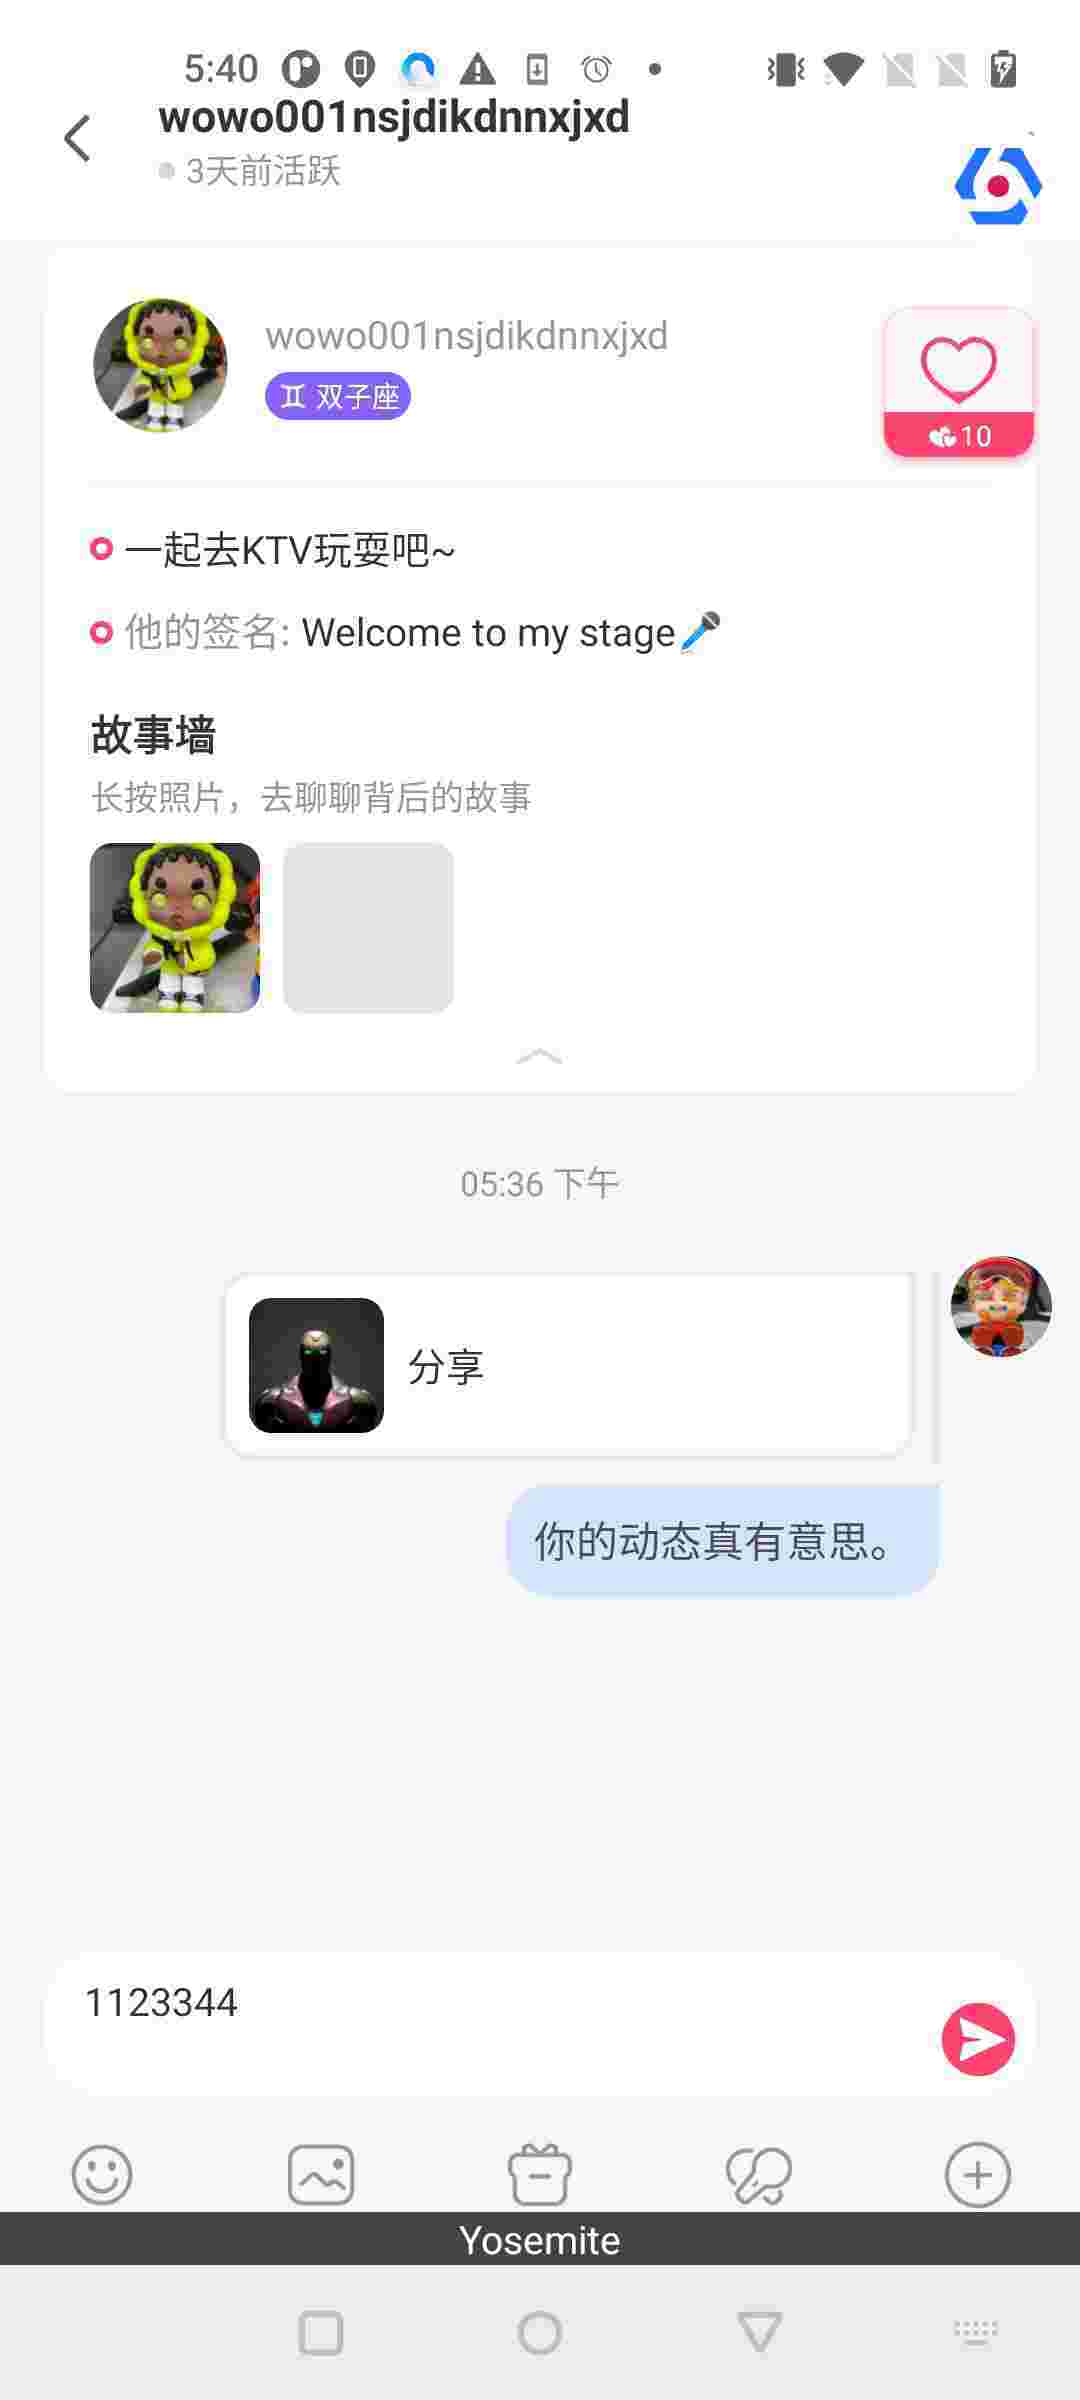 5:40
wowo001nsjdikdnnxjxd
3天前活跃
wowo001nsjdikdnnxjxd
双子座
10
一起去KTV玩耍吧~
他的签名: Welcome to my stage🎤
故事墙
长按照片，去聊聊背后的故事
05:36 下午
分享
你的动态真有意思。
1123344
Yosemite